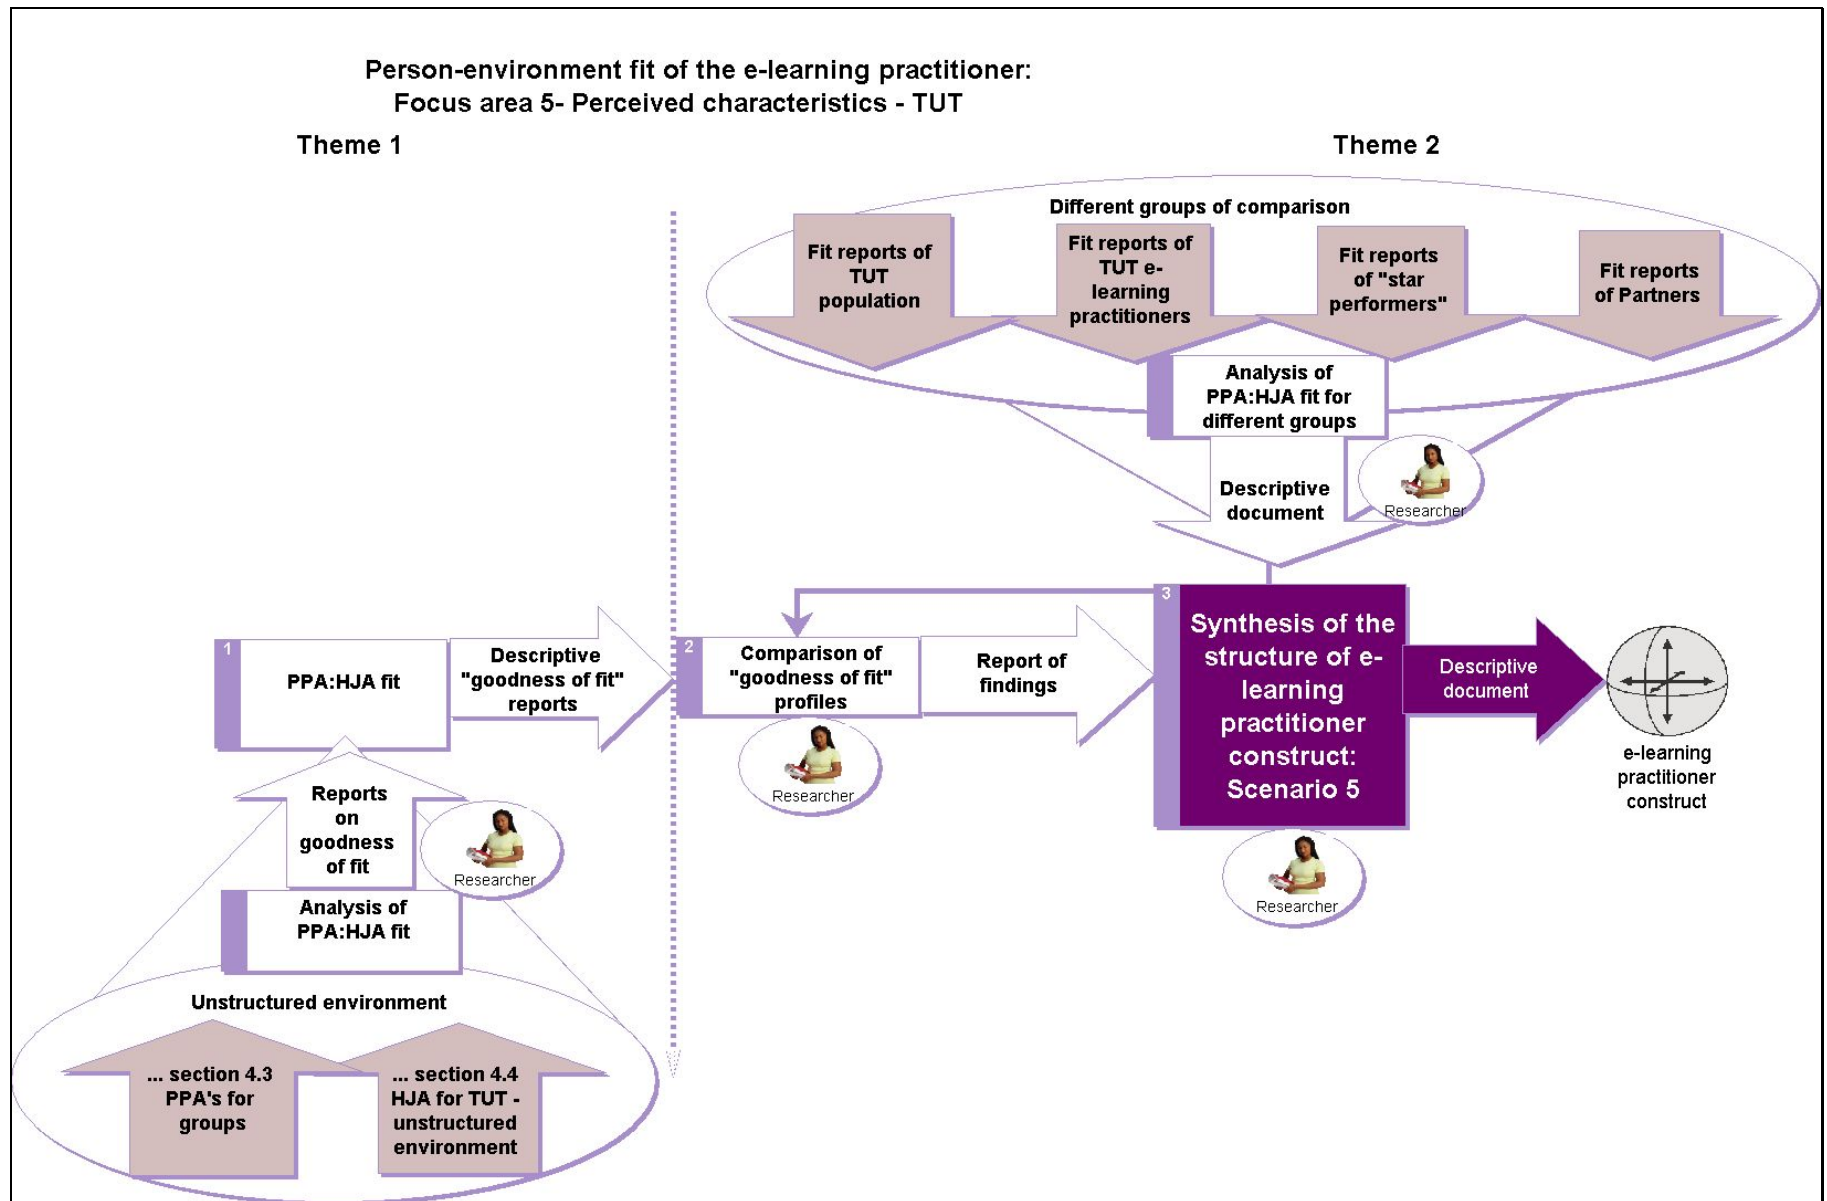 Person-environment fit of the e-learning practitioner:
Focus area 5- Perceived characteristics - TUT
Theme 1
Theme 2
Different groups of comparison
Fit reports of
TUT
population
Fit reports of
TUT e-
learning
practitioners
Fit reports
of "star
performers"
Fit reports
of Partners
Analysis of
PPA:HJA fit for
different groups
Descriptive
document
Researcher
1
PPA:HJA fit
Descriptive
"goodness of fit"
reports
2
Comparison of
"goodness of fit"
profiles
Researcher
Report of
findings
3
Synthesis of the
structure of e-
learning
practitioner
construct:
Scenario 5
Researcher
Descriptive
document
e-learning
practitioner
construct
Reports
on
goodness
of fit
Researcher
Analysis of
PPA:HJA fit
Unstructured environment
... section 4.3
PPA's for
groups
... section 4.4
HJA for TUT -
unstructured
environment